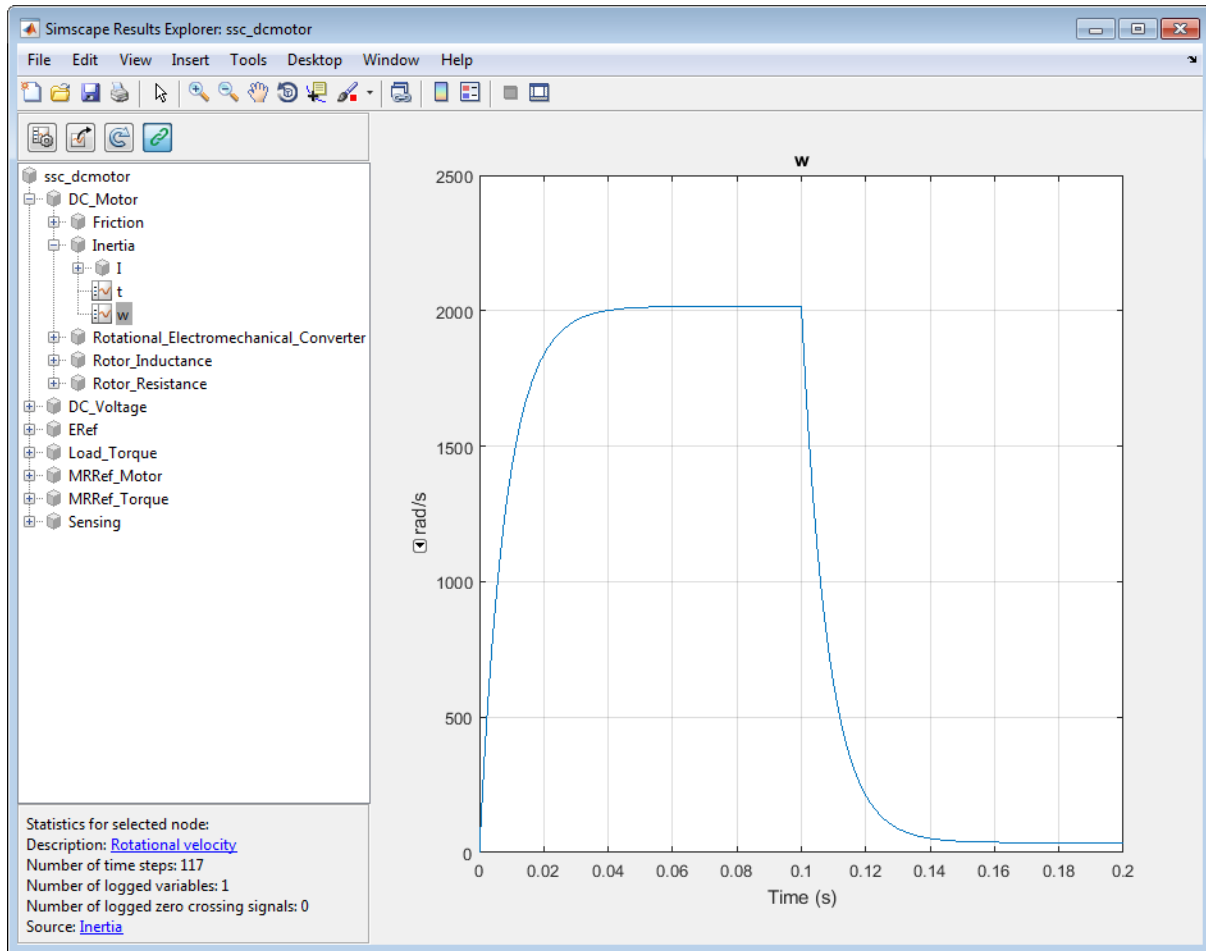 Simscape Results Explorer: ssc_dcmotor
File Edit View Insert Tools Desktop Window Help
ssc_dcmotor
DC_Motor
Friction
Inertia
I
t
w
Rotational_Electromechanical_Converter
Rotor_Inductance
Rotor_Resistance
DC_Voltage
ERef
Load_Torque
MRRef_Motor
MRRef_Torque
Sensing
Statistics for selected node:
Description: Rotational velocity
Number of time steps: 117
Number of logged variables: 1
Number of logged zero crossing signals: 0
Source: Inertia
w
2500
2000
1500
1000
500
0
rad/s
0 0.02 0.04 0.06 0.08 0.1 0.12 0.14 0.16 0.18 0.2
Time (s)